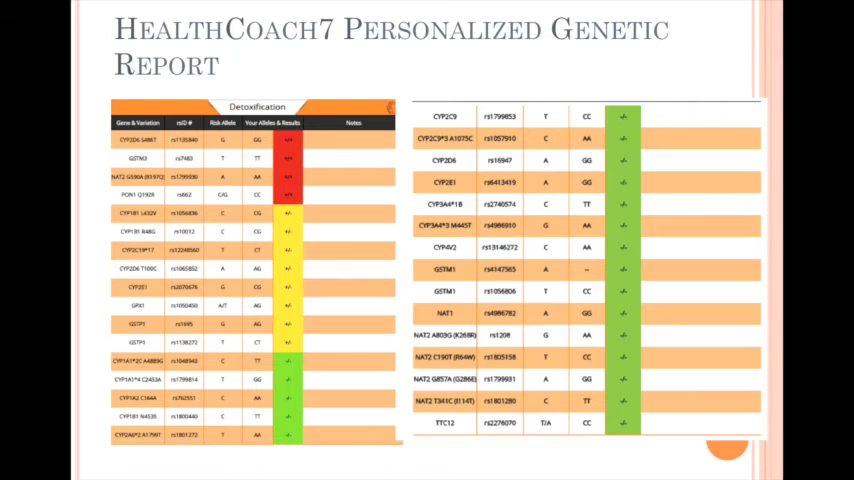 HEALTHCOACH7 PERSONALIZED GENETIC
REPORT
Detoxification
Gene & Variation rsID # Risk Allele Your Alleles & Results Notes
CYP2D6 S486T rs1135840 G GG +/+
GSTM3 rs7483 T TT +/+
NAT2 G590A (R197Q) rs1799930 A AA +/+
PON1 Q192R rs662 C/G CC +/+
CYP1B1 L432V rs1056836 C CG +/-
CYP1B1 R48G rs10012 C CG +/-
CYP2C19*17 rs12248560 T CT +/-
CYP2D6 T100C rs1065852 A AG +/-
CYP2E1 rs2070676 G CG +/-
GPX1 rs1050450 A/T AG +/-
GSTP1 rs1695 G AG +/-
GSTP1 rs1138272 T CT +/-
CYP1A1*2C A4889G rs1048943 C TT -/-
CYP1A1*4 C2453A rs1799814 T GG -/-
CYP1A2 C164A rs762551 C AA -/-
CYP1B1 N453S rs1800440 C TT -/-
CYP2A6*2 A1799T rs1801272 T AA -/-
CYP2C9 rs1799853 T CC -/-
CYP2C9*3 A1075C rs1057910 C AA -/-
CYP2D6 rs16947 A GG -/-
CYP2E1 rs6413419 A GG -/-
CYP3A4*1B rs2740574 C TT -/-
CYP3A4*3 M445T rs4986910 G AA -/-
CYP4V2 rs13146272 C AA -/-
GSTM1 rs4147565 A -- -/-
GSTM1 rs1056806 T CC -/-
NAT1 rs4986782 A GG -/-
NAT2 A803G (K268R) rs1208 G AA -/-
NAT2 C190T (R64W) rs1805158 T CC -/-
NAT2 G857A (G286E) rs1799931 A GG -/-
NAT2 T341C (I114T) rs1801280 C TT -/-
TTC12 rs2276070 T/A CC -/-